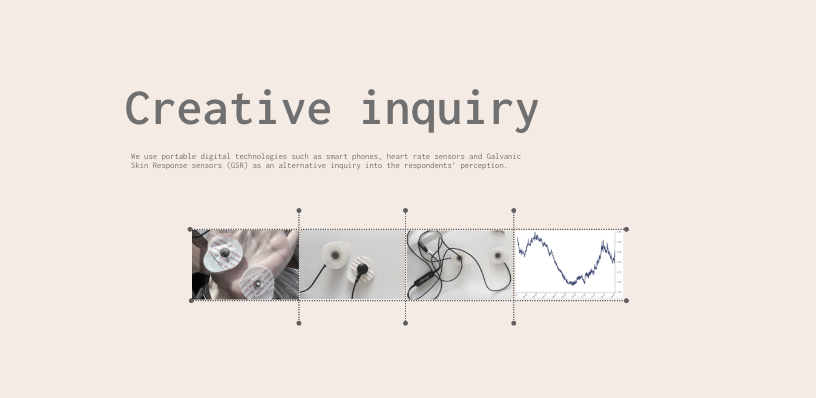 Creative inquiry
We use portable digital technologies such as smart phones, heart rate sensors and Galvanic
Skin Response sensors (GSR) as an alternative inquiry into the respondents' perception.